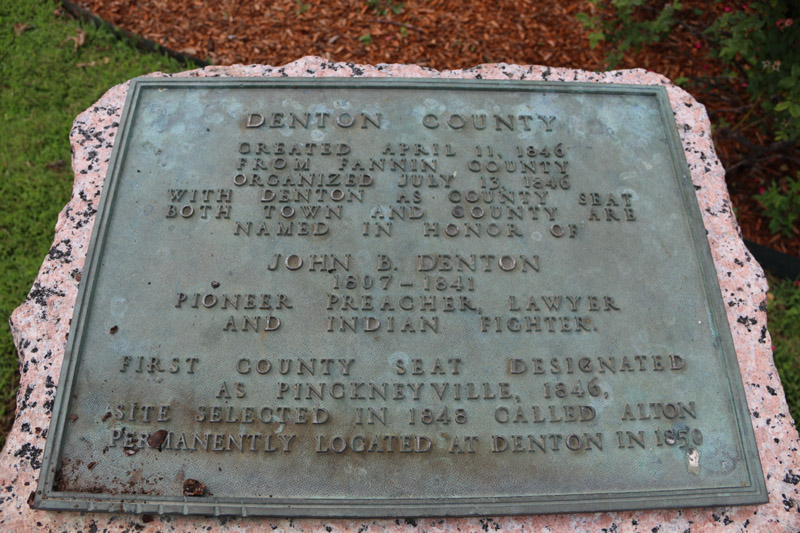 DENTON COUNTY
CREATED APRIL 11, 1846
FROM FANNIN COUNTY
ORGANIZED JULY 13, 1846
WITH DENTON AS COUNTY SEAT
BOTH TOWN AND COUNTY ARE
NAMED IN HONOR OF
JOHN B. DENTON
1807-1841
PIONEER PREACHER, LAWYER
AND INDIAN FIGHTER.
FIRST COUNTY SEAT DESIGNATED
AS PINCKNEYVILLE, 1846,
SITE SELECTED IN 1848 CALLED ALTON
PERMANENTLY LOCATED AT DENTON IN 1850